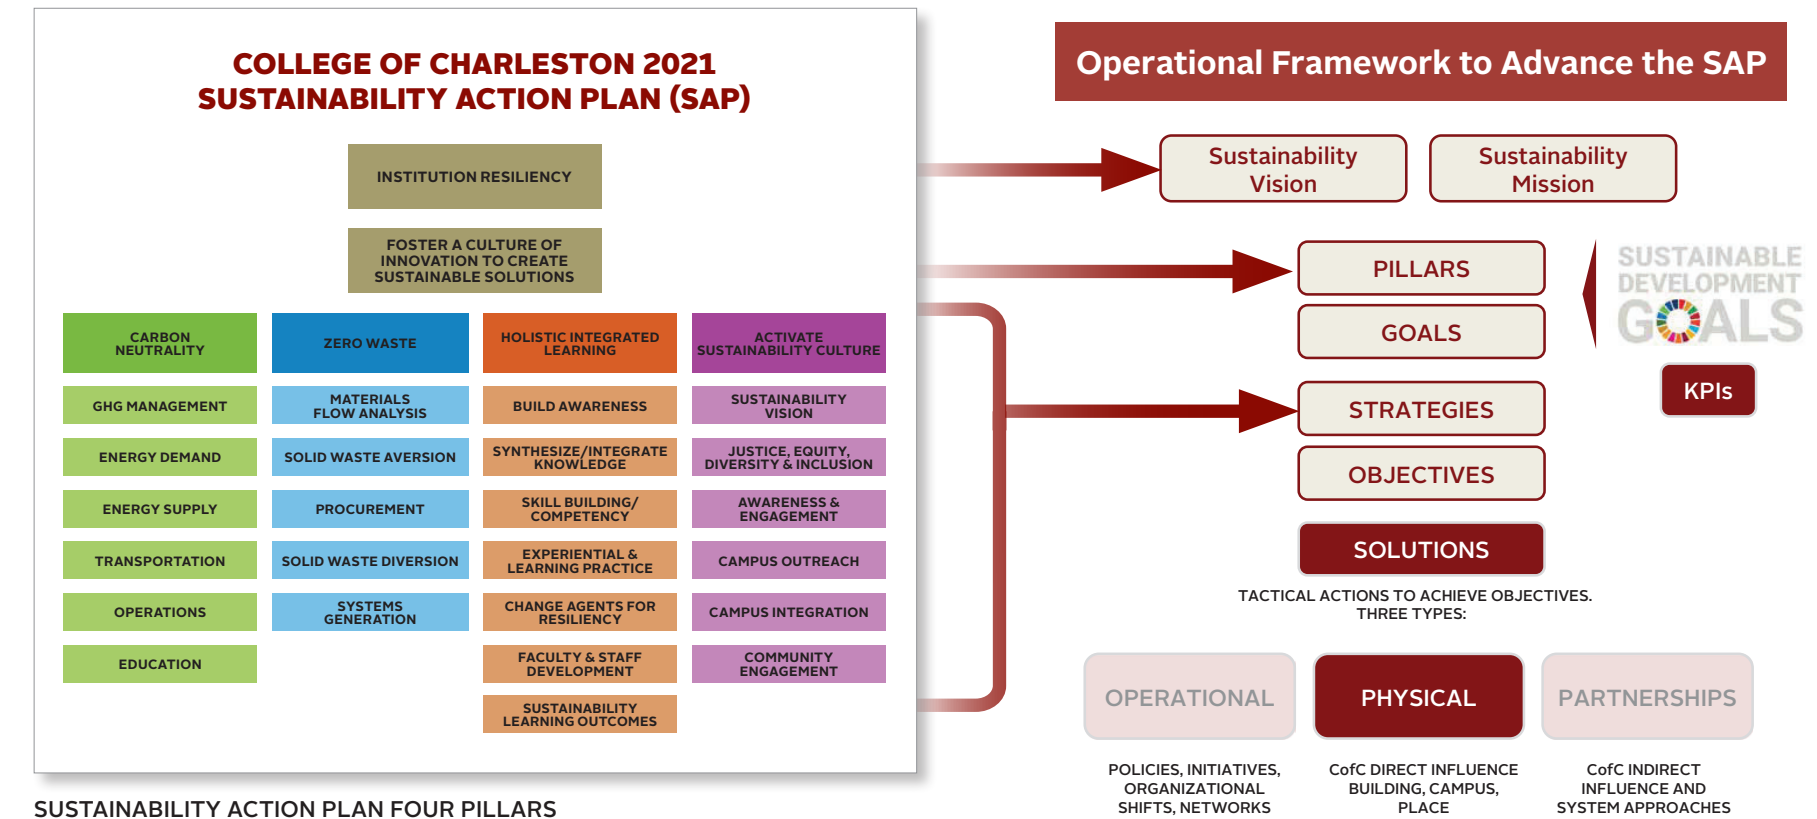 COLLEGE OF CHARLESTON 2021
SUSTAINABILITY ACTION PLAN (SAP)
INSTITUTION RESILIENCY
FOSTER A CULTURE OF
INNOVATION TO CREATE
SUSTAINABLE SOLUTIONS
CARBON
NEUTRALITY
GHG MANAGEMENT
ENERGY DEMAND
ENERGY SUPPLY
TRANSPORTATION
OPERATIONS
EDUCATION
ZERO WASTE
MATERIALS
FLOW ANALYSIS
SOLID WASTE AVERSION
PROCUREMENT
SOLID WASTE DIVERSION
SYSTEMS
GENERATION
HOLISTIC INTEGRATED
LEARNING
BUILD AWARENESS
SYNTHESIZE/INTEGRATE
KNOWLEDGE
SKILL BUILDING/
COMPETENCY
EXPERIENTIAL &
LEARNING PRACTICE
CHANGE AGENTS FOR
RESILIENCY
FACULTY & STAFF
DEVELOPMENT
SUSTAINABILITY
LEARNING OUTCOMES
ACTIVATE
SUSTAINABILITY CULTURE
SUSTAINABILITY
VISION
JUSTICE, EQUITY,
DIVERSITY & INCLUSION
AWARENESS &
ENGAGEMENT
CAMPUS OUTREACH
CAMPUS INTEGRATION
COMMUNITY
ENGAGEMENT
SUSTAINABILITY ACTION PLAN FOUR PILLARS
Operational Framework to Advance the SAP
Sustainability
Vision
Sustainability
Mission
PILLARS
GOALS
SUSTAINABLE
DEVELOPMENT
GOALS
KPIs
STRATEGIES
OBJECTIVES
SOLUTIONS
TACTICAL ACTIONS TO ACHIEVE OBJECTIVES.
THREE TYPES:
OPERATIONAL
POLICIES, INITIATIVES,
ORGANIZATIONAL
SHIFTS, NETWORKS
PHYSICAL
CofC DIRECT INFLUENCE
BUILDING, CAMPUS,
PLACE
PARTNERSHIPS
CofC INDIRECT
INFLUENCE AND
SYSTEM APPROACHES